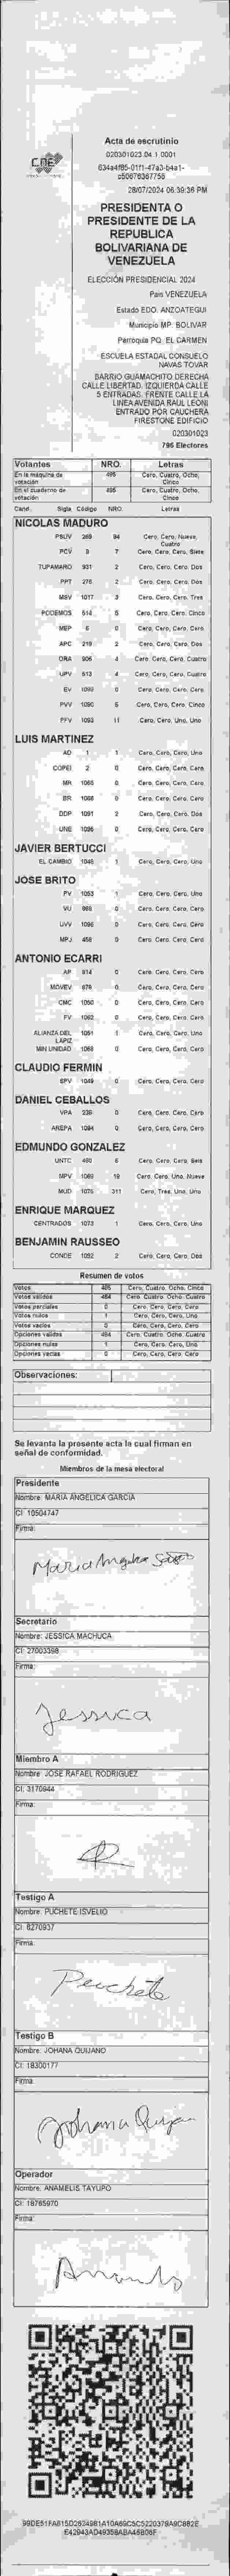 CNE
Acta de escrutinio
020301023.04.1.0001
634a4f85-01f1-47a3-b4a1-
c50078367756
28/07/2024 06:39:36 PM
PRESIDENTA O
PRESIDENTE DE LA
REPUBLICA
BOLIVARIANA DE
VENEZUELA
ELECCIÓN PRESIDENCIAL 2024
País VENEZUELA
Estado EDO. ANZOATEGUI
Municipio MP. BOLIVAR
Parroquia PQ. EL CARMEN
ESCUELA ESTADAL CONSUELO
NAVAS TOVAR
BARRIO GUAMACHITO DERECHA
CALLE LIBERTAD. IZQUIERDA CALLE
5 ENTRADAS. FRENTE CALLE LA
LINEA AVENIDA RAUL LEONI
ENTRADO POR CAUCHERA
FIRESTONE EDIFICIO
020301023
796 Electores
Votantes NRO. Letras
En la máquina de votación 485 Cero, Cuatro, Ocho, Cinco
En el cuaderno de votación 485 Cero, Cuatro, Ocho, Cinco
Cand. Sigla Código NRO. Letras
NICOLAS MADURO
PSUV 269 94 Cero, Cero, Nueve, Cuatro
PCV 3 7 Cero, Cero, Cero, Siete
TUPAMARO 931 2 Cero, Cero, Cero, Dos
PPT 276 2 Cero, Cero, Cero, Dos
MSV 1017 3 Cero, Cero, Cero, Tres
PODEMOS 514 5 Cero, Cero, Cero, Cinco
MEP 6 0 Cero, Cero, Cero, Cero
APC 219 2 Cero, Cero, Cero, Dos
ORA 906 4 Cero, Cero, Cero, Cuatro
UPV 513 4 Cero, Cero, Cero, Cuatro
EV 1099 0 Cero, Cero, Cero, Cero
PVV 1090 5 Cero, Cero, Cero, Cinco
PFV 1093 11 Cero, Cero, Uno, Uno
LUIS MARTINEZ
AD 1 1 Cero, Cero, Cero, Uno
COPEI 2 0 Cero, Cero, Cero, Cero
MR 1065 0 Cero, Cero, Cero, Cero
BR 1066 0 Cero, Cero, Cero, Cero
DDP 1091 2 Cero, Cero, Cero, Dos
UNE 1095 0 Cero, Cero, Cero, Cero
JAVIER BERTUCCI
EL CAMBIO 1048 1 Cero, Cero, Cero, Uno
JOSE BRITO
PV 1053 1 Cero, Cero, Cero, Uno
VU 869 0 Cero, Cero, Cero, Cero
UVV 1096 0 Cero, Cero, Cero, Cero
MPJ 458 0 Cero, Cero, Cero, Cero
ANTONIO ECARRI
AP 814 0 Cero, Cero, Cero, Cero
MOVEV 878 0 Cero, Cero, Cero, Cero
CMC 1050 0 Cero, Cero, Cero, Cero
FV 1062 0 Cero, Cero, Cero, Cero
ALIANZA DEL LAPIZ 1051 1 Cero, Cero, Cero, Uno
MIN UNIDAD 1068 0 Cero, Cero, Cero, Cero
CLAUDIO FERMIN
SPV 1049 0 Cero, Cero, Cero, Cero
DANIEL CEBALLOS
VPA 239 0 Cero, Cero, Cero, Cero
AREPA 1094 0 Cero, Cero, Cero, Cero
EDMUNDO GONZALEZ
UNTC 460 6 Cero, Cero, Cero, Seis
MPV 1069 19 Cero, Cero, Uno, Nueve
MUD 1075 311 Cero, Tres, Uno, Uno
ENRIQUE MARQUEZ
CENTRADOS 1073 1 Cero, Cero, Cero, Uno
BENJAMIN RAUSSEO
CONDE 1092 2 Cero, Cero, Cero, Dos
Resumen de votos
Votos 485 Cero, Cuatro, Ocho, Cinco
Votos válidos 484 Cero, Cuatro, Ocho, Cuatro
Votos parciales 0 Cero, Cero, Cero, Cero
Votos nulos 1 Cero, Cero, Cero, Uno
Votos vacíos 0 Cero, Cero, Cero, Cero
Opciones válidas 484 Cero, Cuatro, Ocho, Cuatro
Opciones nulas 1 Cero, Cero, Cero, Uno
Opciones vacías 0 Cero, Cero, Cero, Cero
Observaciones:
Se levanta la presente acta la cual firman en
señal de conformidad.
Miembros de la mesa electoral
Presidente
Nombre: MARIA ANGELICA GARCIA
CI: 10504747
Firma:
Maria Angelica
Secretario
Nombre: JESSICA MACHUCA
CI: 27003398
Firma:
Jessica
Miembro A
Nombre: JOSE RAFAEL RODRIGUEZ
CI: 3170944
Firma:
Testigo A
Nombre: PUCHETE ISVELIO
CI: 8270937
Firma:
Puchete
Testigo B
Nombre: JOHANA QUIJANO
CI: 18300177
Firma:
Johana Quijano
Operador
Nombre: ANAMELIS TAYUPO
CI: 18765970
Firma: